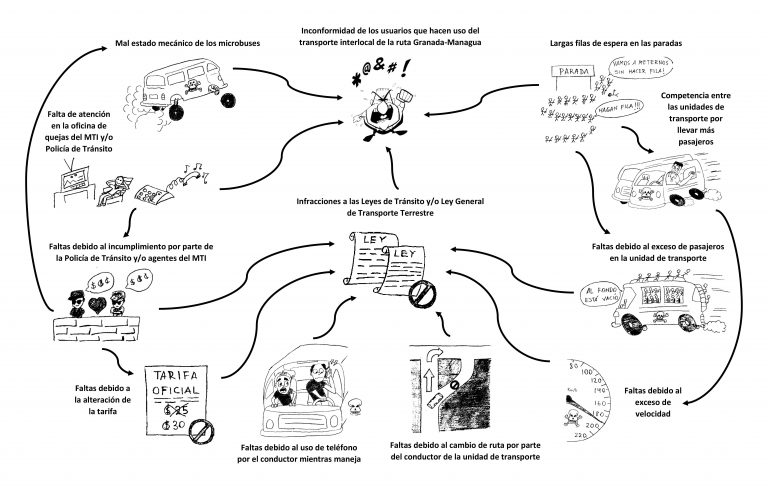 Inconformidad de los usuarios que hacen uso del
transporte interlocal de la ruta Granada-Managua
Mal estado mecánico de los microbuses
Largas filas de espera en las paradas
*@&#!
PARADA
VAMOS A METERNOS
SIN HACER FILA!
HAGAN FILA!!!
Competencia entre
las unidades de
transporte por
llevar más
pasajeros
Falta de atención
en la oficina de
quejas del MTI y/o
Policía de Tránsito
Infracciones a las Leyes de Tránsito y/o Ley General
de Transporte Terrestre
LEY
LEY
Faltas debido al incumplimiento por parte de
la Policía de Tránsito y/o agentes del MTI
$¢$
$¢$
Faltas debido al exceso de pasajeros
en la unidad de transporte
AL FONDO
ESTÁ VACIO
Faltas debido a
la alteración de
la tarifa
TARIFA
OFICIAL
$25
$30
Faltas debido al uso de teléfono
por el conductor mientras maneja
Faltas debido al cambio de ruta por parte
del conductor de la unidad de transporte
80
100
120
140
160
180
200
220
Km/h
Faltas debido al
exceso de
velocidad